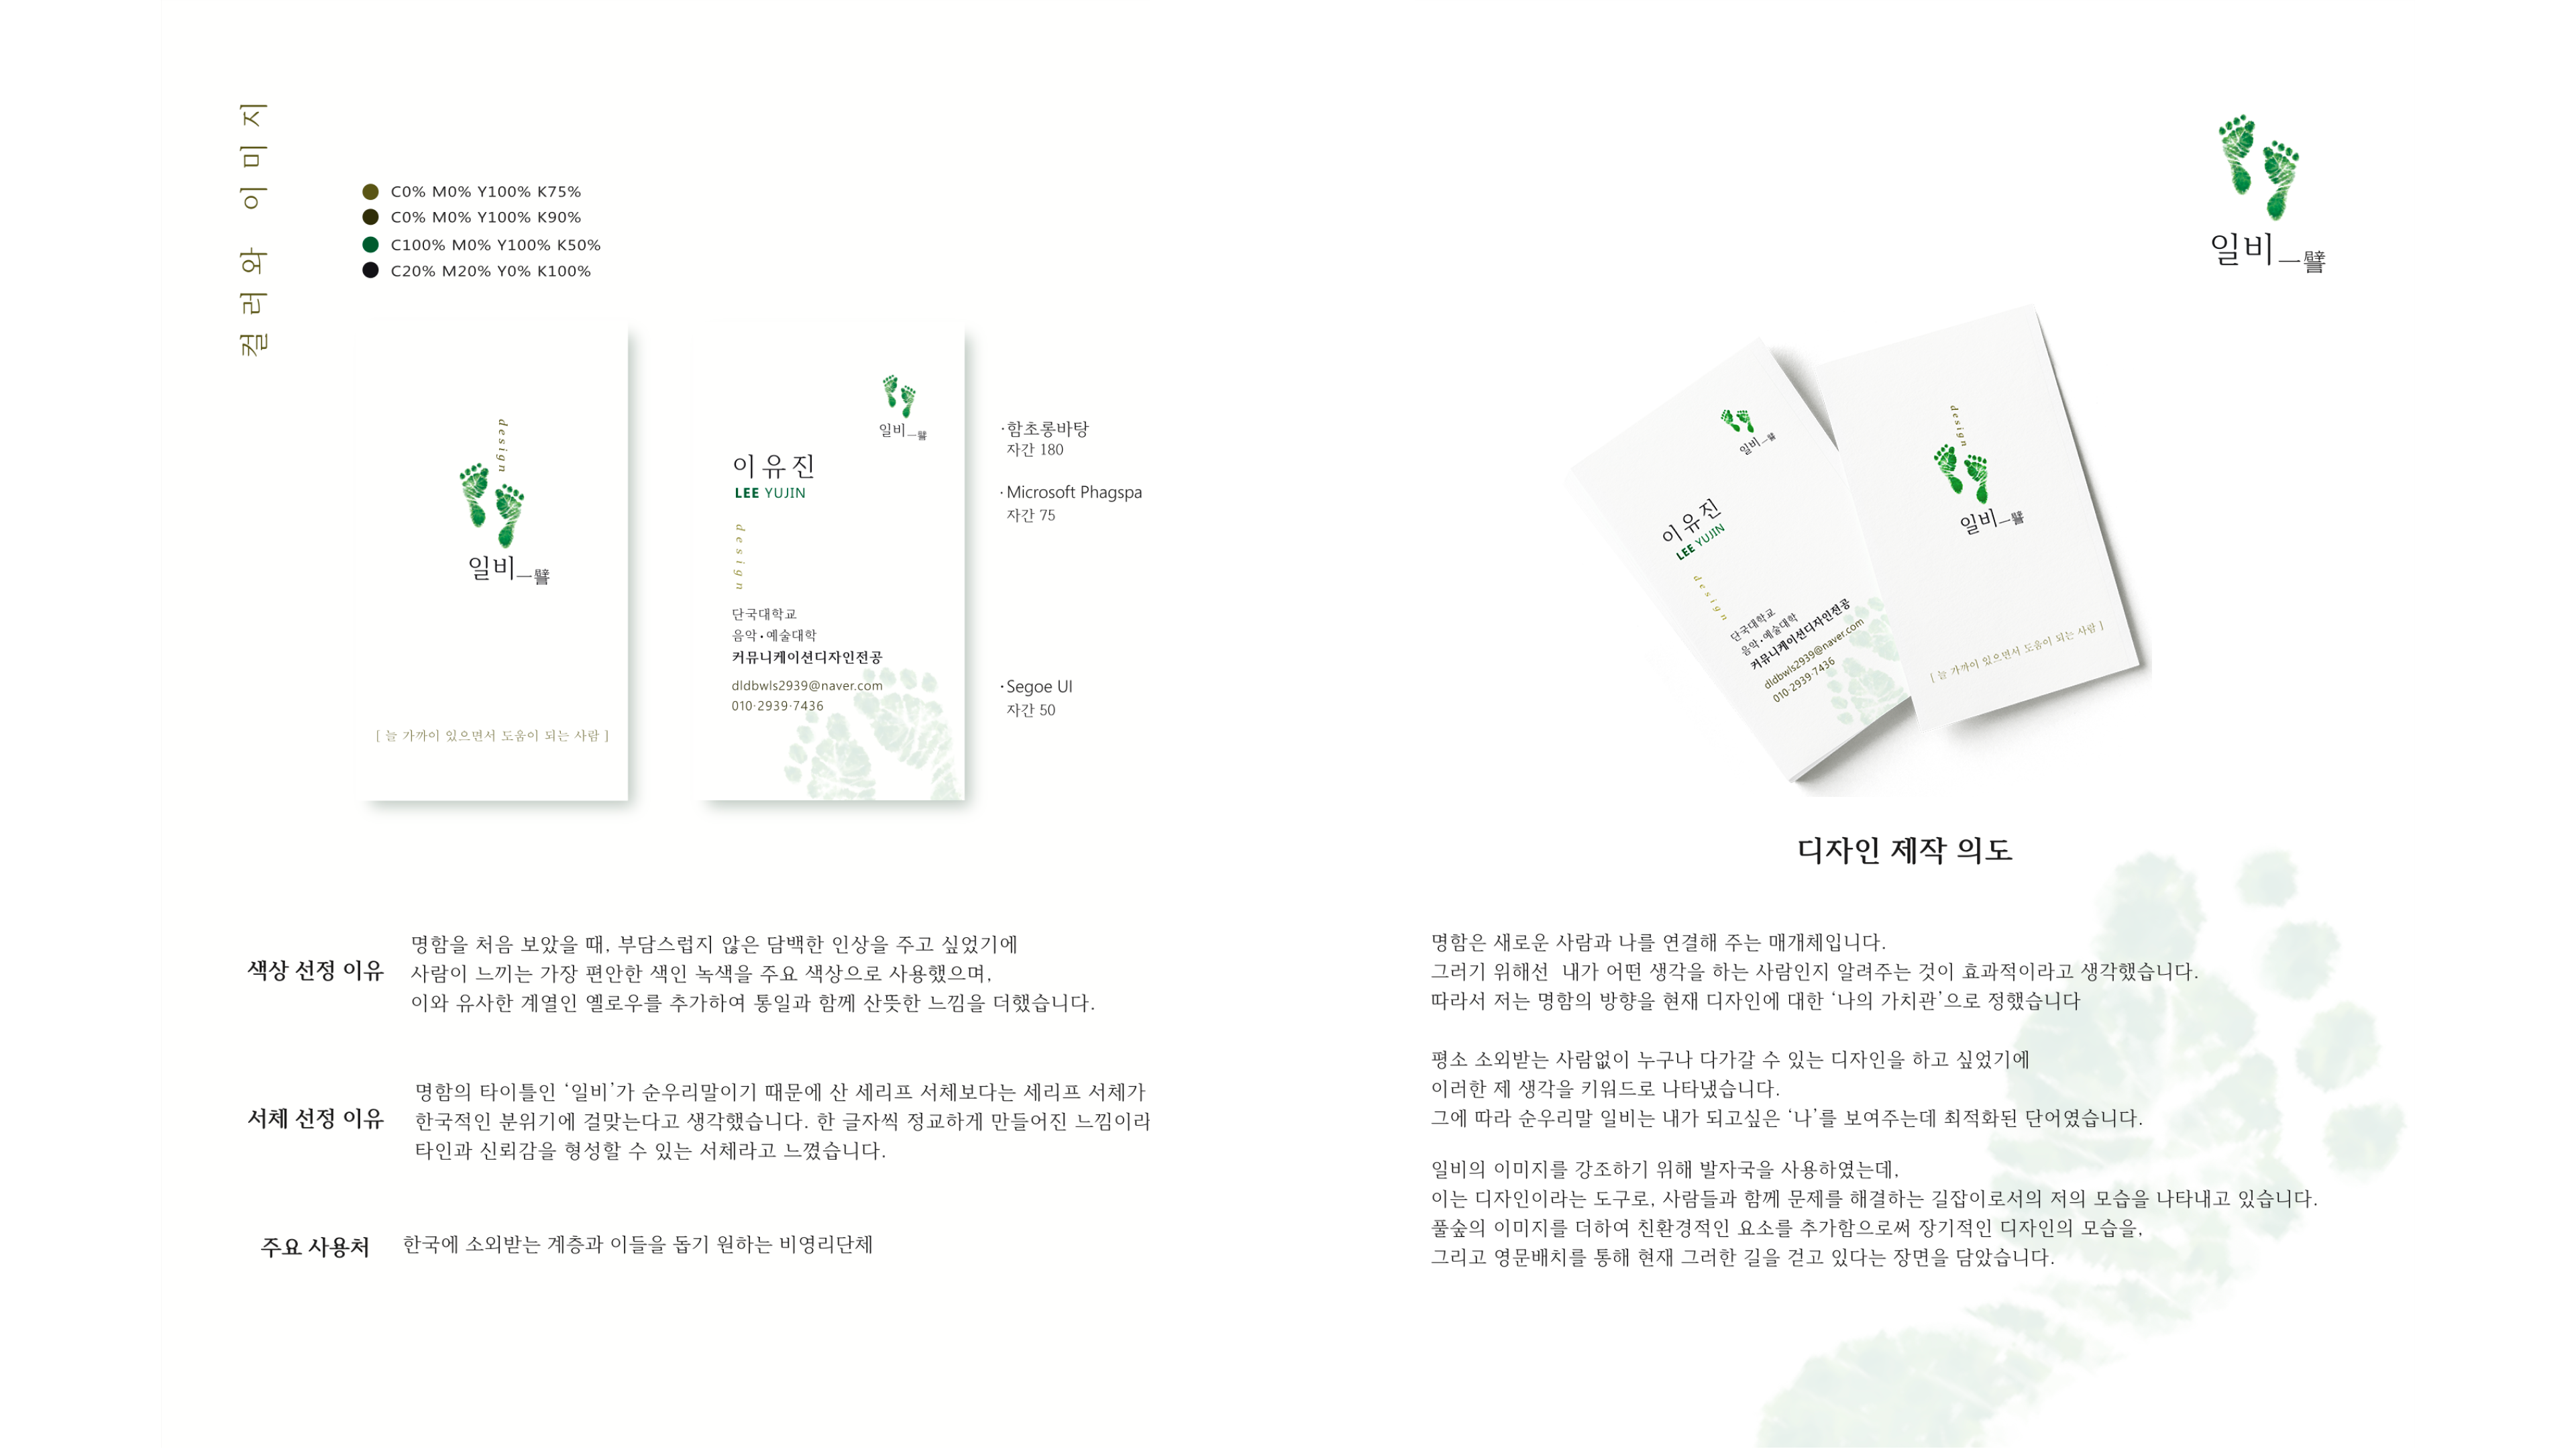 컬러와 이미지
C0% M0% Y100% K75%
C0% M0% Y100% K90%
C100% M0% Y100% K50%
C20% M20% Y0% K100%
design
일비_一譬
[ 늘 가까이 있으면서 도움이 되는 사람 ]
일비_一譬
이유진
LEE YUJIN
design
단국대학교
음악·예술대학
커뮤니케이션디자인전공
dldbwls2939@naver.com
010·2939·7436
·함초롱바탕
자간 180
·Microsoft Phagspa
자간 75
·Segoe UI
자간 50
색상 선정 이유
명함을 처음 보았을 때, 부담스럽지 않은 담백한 인상을 주고 싶었기에
사람이 느끼는 가장 편안한 색인 녹색을 주요 색상으로 사용했으며,
이와 유사한 계열인 옐로우를 추가하여 통일과 함께 산뜻한 느낌을 더했습니다.
서체 선정 이유
명함의 타이틀인 ‘일비’가 순우리말이기 때문에 산 세리프 서체보다는 세리프 서체가
한국적인 분위기에 걸맞는다고 생각했습니다. 한 글자씩 정교하게 만들어진 느낌이라
타인과 신뢰감을 형성할 수 있는 서체라고 느꼈습니다.
주요 사용처
한국에 소외받는 계층과 이들을 돕기 원하는 비영리단체
일비_一譬
일비_一譬
이유진
LEE YUJIN
design
단국대학교
음악·예술대학
커뮤니케이션디자인전공
dldbwls2939@naver.com
010·2939·7436
design
일비_一譬
[ 늘 가까이 있으면서 도움이 되는 사람 ]
디자인 제작 의도
명함은 새로운 사람과 나를 연결해 주는 매개체입니다.
그러기 위해선 내가 어떤 생각을 하는 사람인지 알려주는 것이 효과적이라고 생각했습니다.
따라서 저는 명함의 방향을 현재 디자인에 대한 ‘나의 가치관’으로 정했습니다
평소 소외받는 사람없이 누구나 다가갈 수 있는 디자인을 하고 싶었기에
이러한 제 생각을 키워드로 나타냈습니다.
그에 따라 순우리말 일비는 내가 되고싶은 ‘나’를 보여주는데 최적화된 단어였습니다.
일비의 이미지를 강조하기 위해 발자국을 사용하였는데,
이는 디자인이라는 도구로, 사람들과 함께 문제를 해결하는 길잡이로서의 저의 모습을 나타내고 있습니다.
풀숲의 이미지를 더하여 친환경적인 요소를 추가함으로써 장기적인 디자인의 모습을,
그리고 영문배치를 통해 현재 그러한 길을 걷고 있다는 장면을 담았습니다.